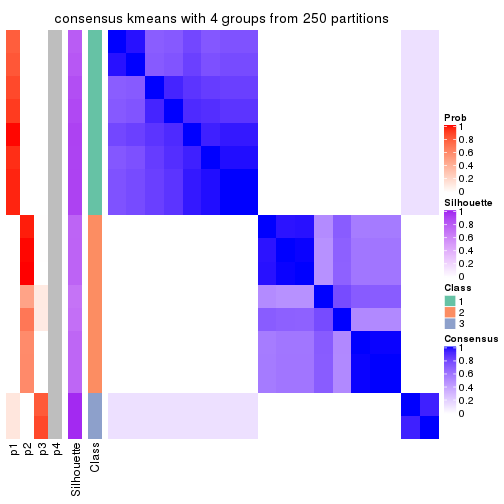 consensus kmeans with 4 groups from 250 partitions
Prob
1
0.8
0.6
0.4
0.2
0
Silhouette
1
0.8
0.6
0.4
0.2
0
Class
1
2
3
Consensus
1
0.8
0.6
0.4
0.2
0
p1
p2
p3
p4
Silhouette
Class